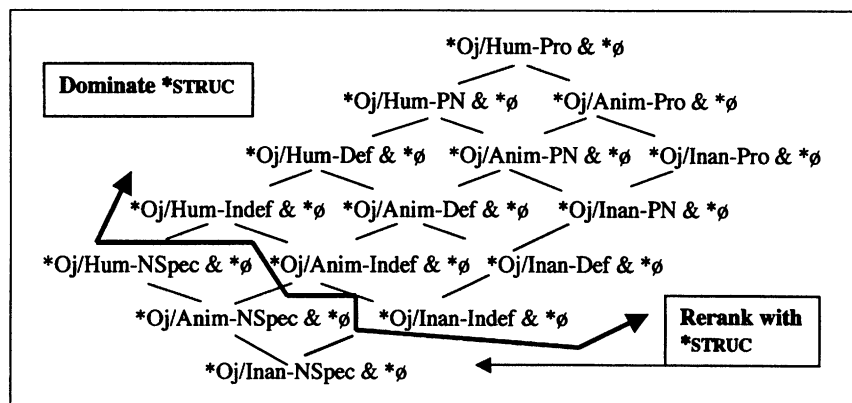 *Oj/Hum-Pro & *ø
Dominate *STRUC
*Oj/Hum-PN & *ø *Oj/Anim-Pro & *ø
*Oj/Hum-Def & *ø *Oj/Anim-PN & *ø *Oj/Inan-Pro & *ø
*Oj/Hum-Indef & *ø *Oj/Anim-Def & *ø *Oj/Inan-PN & *ø
*Oj/Hum-NSpec & *ø *Oj/Anim-Indef & *ø *Oj/Inan-Def & *ø
*Oj/Anim-NSpec & *ø *Oj/Inan-Indef & *ø
Rerank with
*STRUC
*Oj/Inan-NSpec & *ø